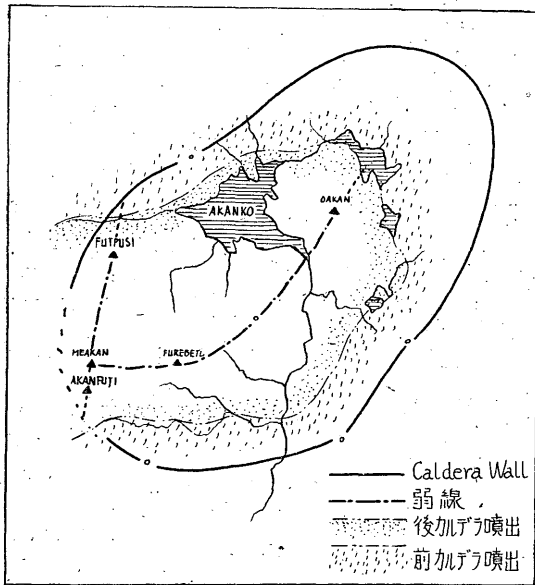 AKANKO
OAKAN
FUTPUSI
MEAKAN
FUREBETU
AKANFUJI
Caldera Wall
弱線
後カルデラ噴出
前カルデラ噴出